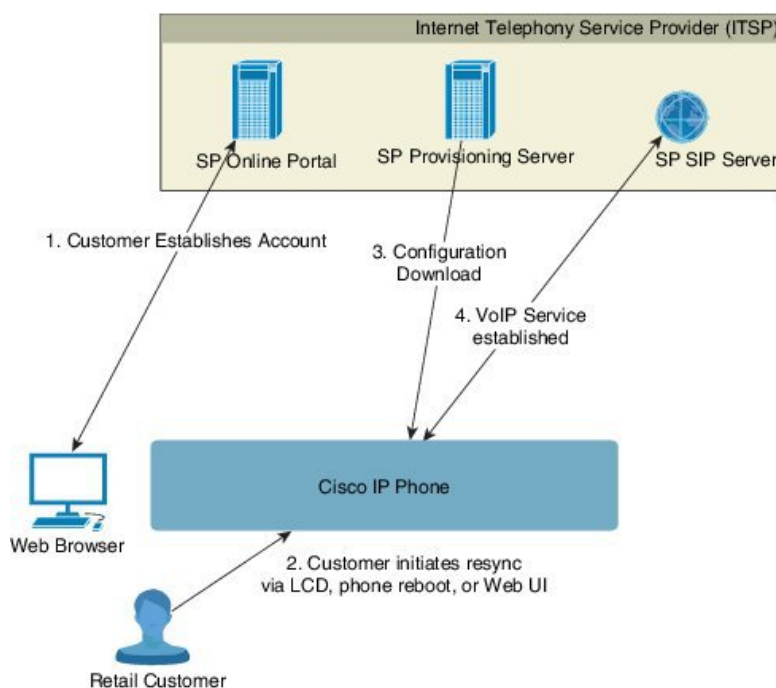 Internet Telephony Service Provider (ITSP)
SP Online Portal
SP Provisioning Server
SP SIP Server
1. Customer Establishes Account
3. Configuration
Download
4. VoIP Service
established
Cisco IP Phone
Web Browser
2. Customer initiates resync
via LCD, phone reboot, or Web UI
Retail Customer